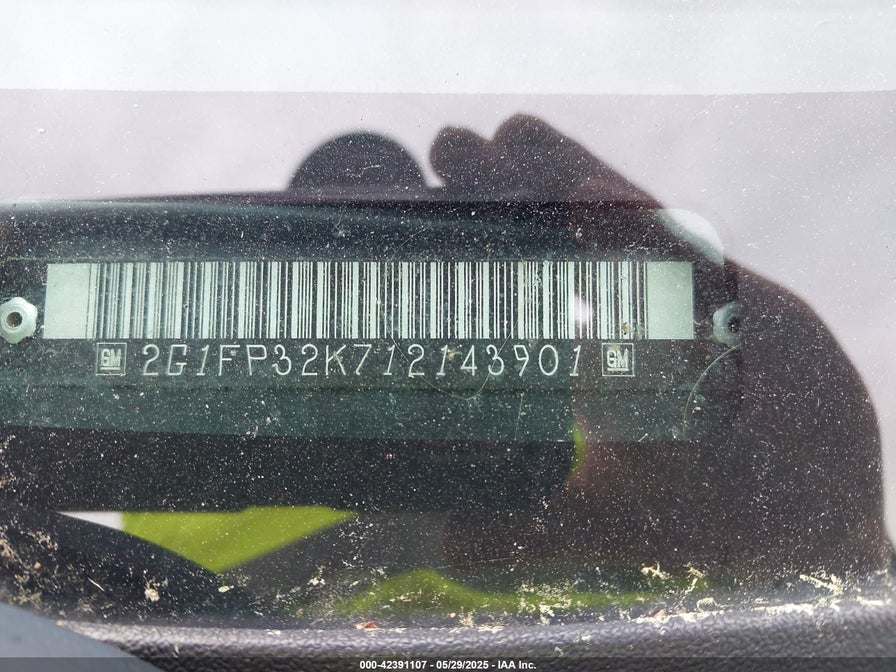 GM 2G1FP32K712143901 GM
000-42391107 - 05/29/2025 - IAA Inc.